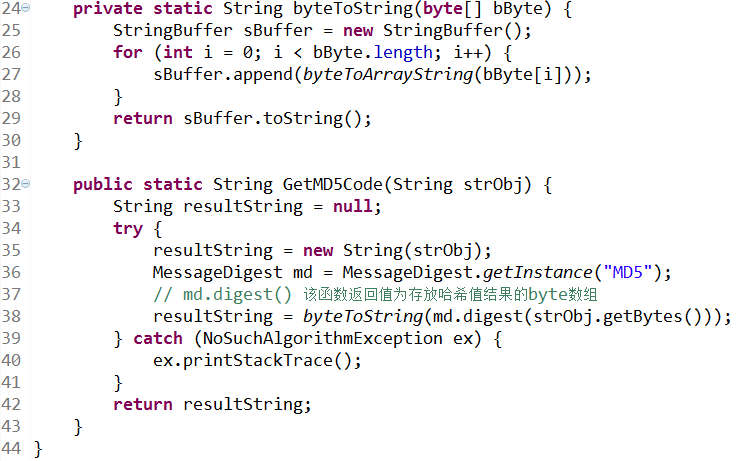 24    private static String byteToString(byte[] bByte) {
25        StringBuffer sBuffer = new StringBuffer();
26        for (int i = 0; i < bByte.length; i++) {
27            sBuffer.append(byteToArrayString(bByte[i]));
28        }
29        return sBuffer.toString();
30    }
31
32    public static String GetMD5Code(String strObj) {
33        String resultString = null;
34        try {
35            resultString = new String(strObj);
36            MessageDigest md = MessageDigest.getInstance("MD5");
37            // md.digest() 该函数返回值为存放哈希值结果的byte数组
38            resultString = byteToString(md.digest(strObj.getBytes()));
39        } catch (NoSuchAlgorithmException ex) {
40            ex.printStackTrace();
41        }
42        return resultString;
43    }
44 }